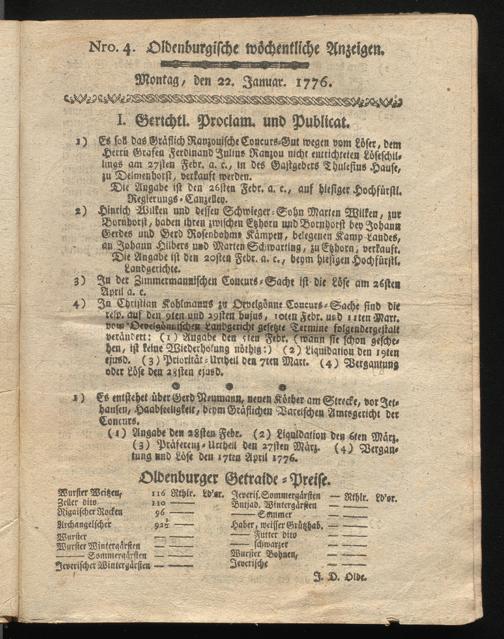 Nro. 4. Oldenburgische wöchentliche Anzeigen.
Montag, den 22. Januar. 1776.
I. Gerichtl. Proclam. und Publicat.
1) Es soll das Gräflich Ranzouische Concurs-Gut wegen vom Löser, dem
Herrn Grafen Ferdinand Julius Ranzou nicht entrichteten Löseschil-
lings am 27sten Febr. a. c., in des Gastgebers Thulesius Hause,
zu Delmenhorst, verkauft werden.
Die Angabe ist den 26sten Febr. a. c., auf hiesiger Hochfürstl.
Regierungs-Canzelley.
2) Hinrich Wilken und dessen Schwieger-Sohn Marten Wilken, zur
Bornhorst, haben ihren zwischen Etzhorn und Bornhorst bey Johann
Gerdes und Gerd Rosenbohms Kämpen, belegenen Kamp Landes,
an Johann Hilbers und Marten Schwarting, zu Etzhorn, verkauft.
Die Angabe ist den 20sten Febr. a. c., beym hiesigen Hochfürstl.
Landgerichte.
3) In der Zimmermannischen Concurs-Sache ist die Löse am 26sten
April a. c.
4) In Christian Kohlmanns zu Ovelgönne Concurs-Sache sind die
resp. auf den 9ten und 29sten hujus, 10ten Febr. und 11ten Mart.
vom Ovelgönnischen Landgericht gesetzte Termine folgendergestalt
verändert: (1) Angabe den 5ten Febr. (wann sie schon gesche-
hen, ist keine Wiederholung nöthig:) (2) Liquidation den 19ten
ejusd. (3) Priorität-Urtheil den 7ten Mart. (4) Vergantung
oder Löse den 28sten ejusd.
1) Es entstehet über Gerd Neumann, neuen Köther am Strecke, vor Jet-
hausen, Haabseeligkeit, beym Gräflichen Varelschen Amtsgericht der
Concurs.
(1) Angabe den 28sten Febr. (2) Liquidation den 6ten März.
(3) Präferenz-Urtheil den 27sten März. (4) Vergan-
tung und Löse den 17ten April 1776.
Oldenburger Getraide-Preise.
Wurster Weitzen, 116 Rthlr. Ld'or. Jeveris. Sommergärsten — Rthlr. Ld'or.
Zeller dito 110 — Butjad. Wintergärsten —
Rigaischer Rocken 96 — — Sommer —
Archangelscher 92½ — Haber, weisser Grützhab. —
Wurster — — Futter dito —
Wurster Wintergärsten — — schwarzer —
— Sommergärsten — Wurster Bohnen, —
Jeverischer Wintergärsten — Jeverische —
J. D. Olde.